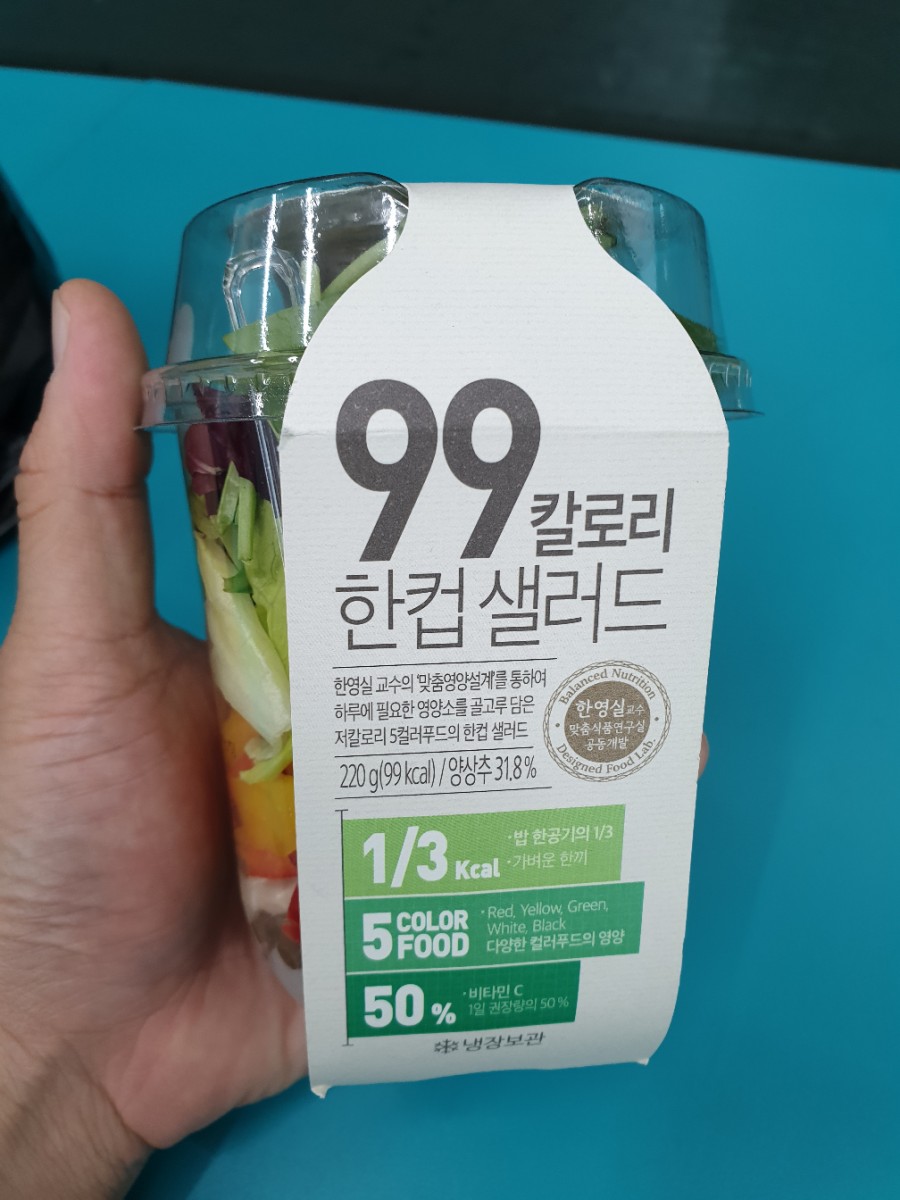 99 칼로리
한컵 샐러드
한영실 교수의 '맞춤영양설계'를 통하여
하루에 필요한 영양소를 골고루 담은
저칼로리 5컬러푸드의 한컵 샐러드
220 g(99 kcal) / 양상추 31.8 %
Balanced Nutrition
한영실교수
맞춤식품연구실
공동개발
Designed Food Lab.
1/3 Kcal
·밥 한공기의 1/3
·가벼운 한끼
5 COLOR FOOD
·Red, Yellow, Green,
White, Black
다양한 컬러푸드의 영양
50 %
·비타민 C
1일 권장량의 50 %
냉장보관